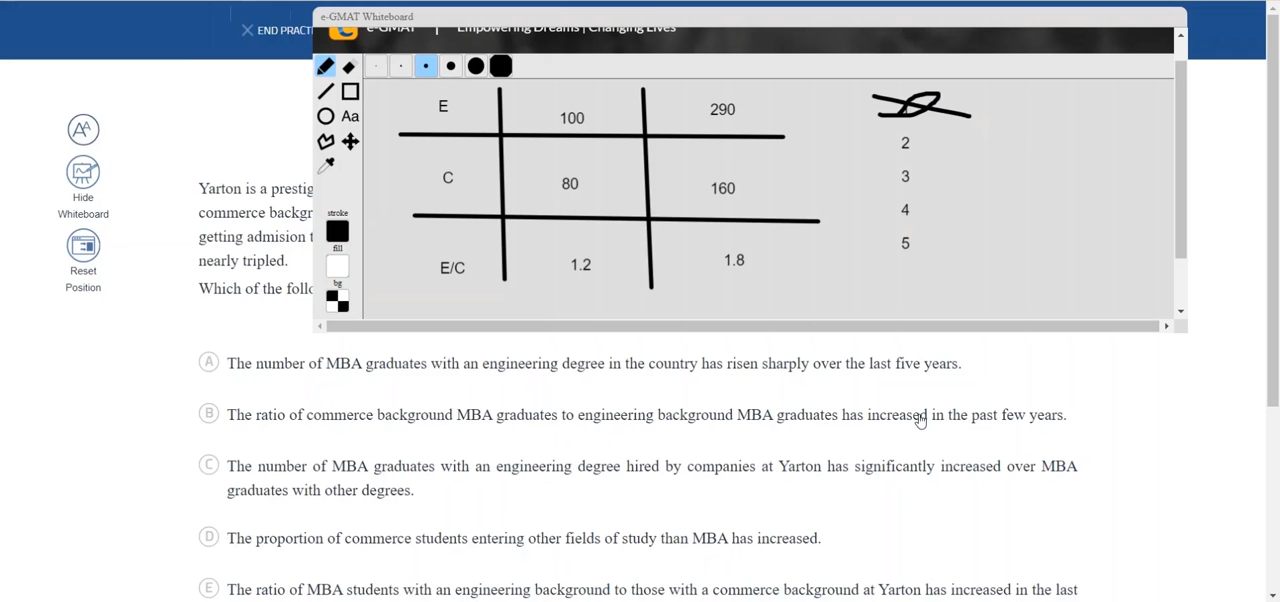 e-GMAT Whiteboard
END PRACT
e-GMAT | Empowering Dreams | Changing Lives
Aa
stroke
fill
bg
E 100 290
C 80 160
E/C 1.2 1.8
2
3
4
5
AA
Hide
Whiteboard
Reset
Position
Yarton is a prestig
commerce backgr
getting admision t
nearly tripled.
Which of the follo
A The number of MBA graduates with an engineering degree in the country has risen sharply over the last five years.
B The ratio of commerce background MBA graduates to engineering background MBA graduates has increased in the past few years.
C The number of MBA graduates with an engineering degree hired by companies at Yarton has significantly increased over MBA
graduates with other degrees.
D The proportion of commerce students entering other fields of study than MBA has increased.
E The ratio of MBA students with an engineering background to those with a commerce background at Yarton has increased in the last